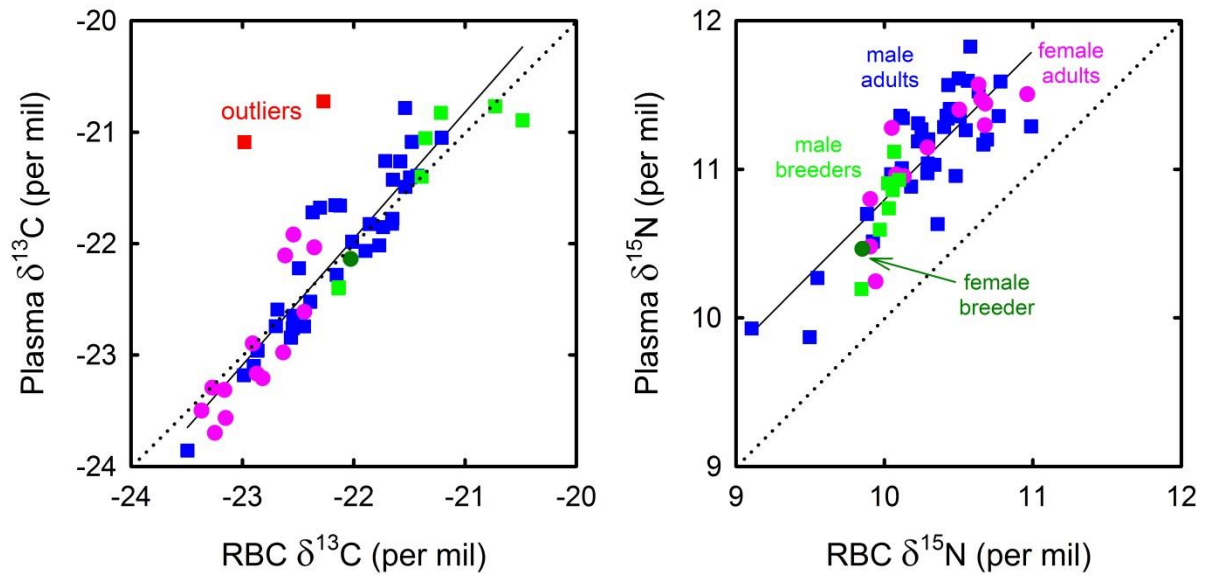 -20
-21
-22
-23
-24
-24
-23
-22
-21
-20
Plasma δ¹³C (per mil)
RBC δ¹³C (per mil)
outliers
12
11
10
9
9
10
11
12
Plasma δ¹⁵N (per mil)
RBC δ¹⁵N (per mil)
male
adults
female
adults
male
breeders
female
breeder